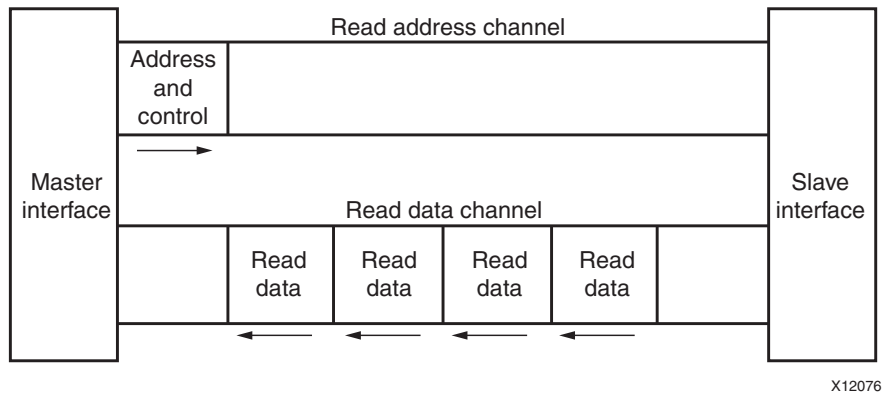 Read address channel
Address
and
control
Master
interface
Slave
interface
Read data channel
Read
data
Read
data
Read
data
Read
data
X12076